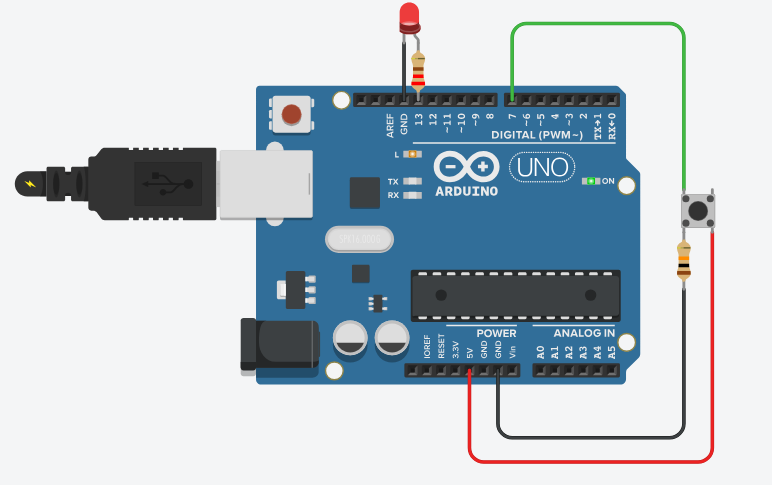 AREF
GND
13
12
~11
~10
~9
8
7
~6
~5
4
~3
2
TX→1
RX←0
DIGITAL (PWM~)
L
TX
RX
ARDUINO
UNO
ON
POWER
ANALOG IN
IOREF
RESET
3.3V
5V
GND
GND
Vin
A0
A1
A2
A3
A4
A5